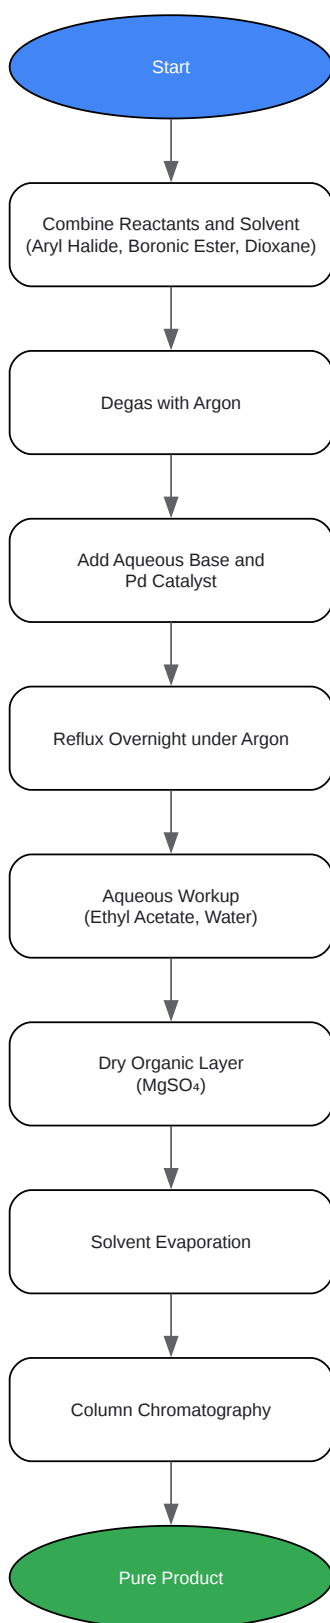 Start
Combine Reactants and Solvent
(Aryl Halide, Boronic Ester, Dioxane)
Degas with Argon
Add Aqueous Base and
Pd Catalyst
Reflux Overnight under Argon
Aqueous Workup
(Ethyl Acetate, Water)
Dry Organic Layer
(MgSO₄)
Solvent Evaporation
Column Chromatography
Pure Product